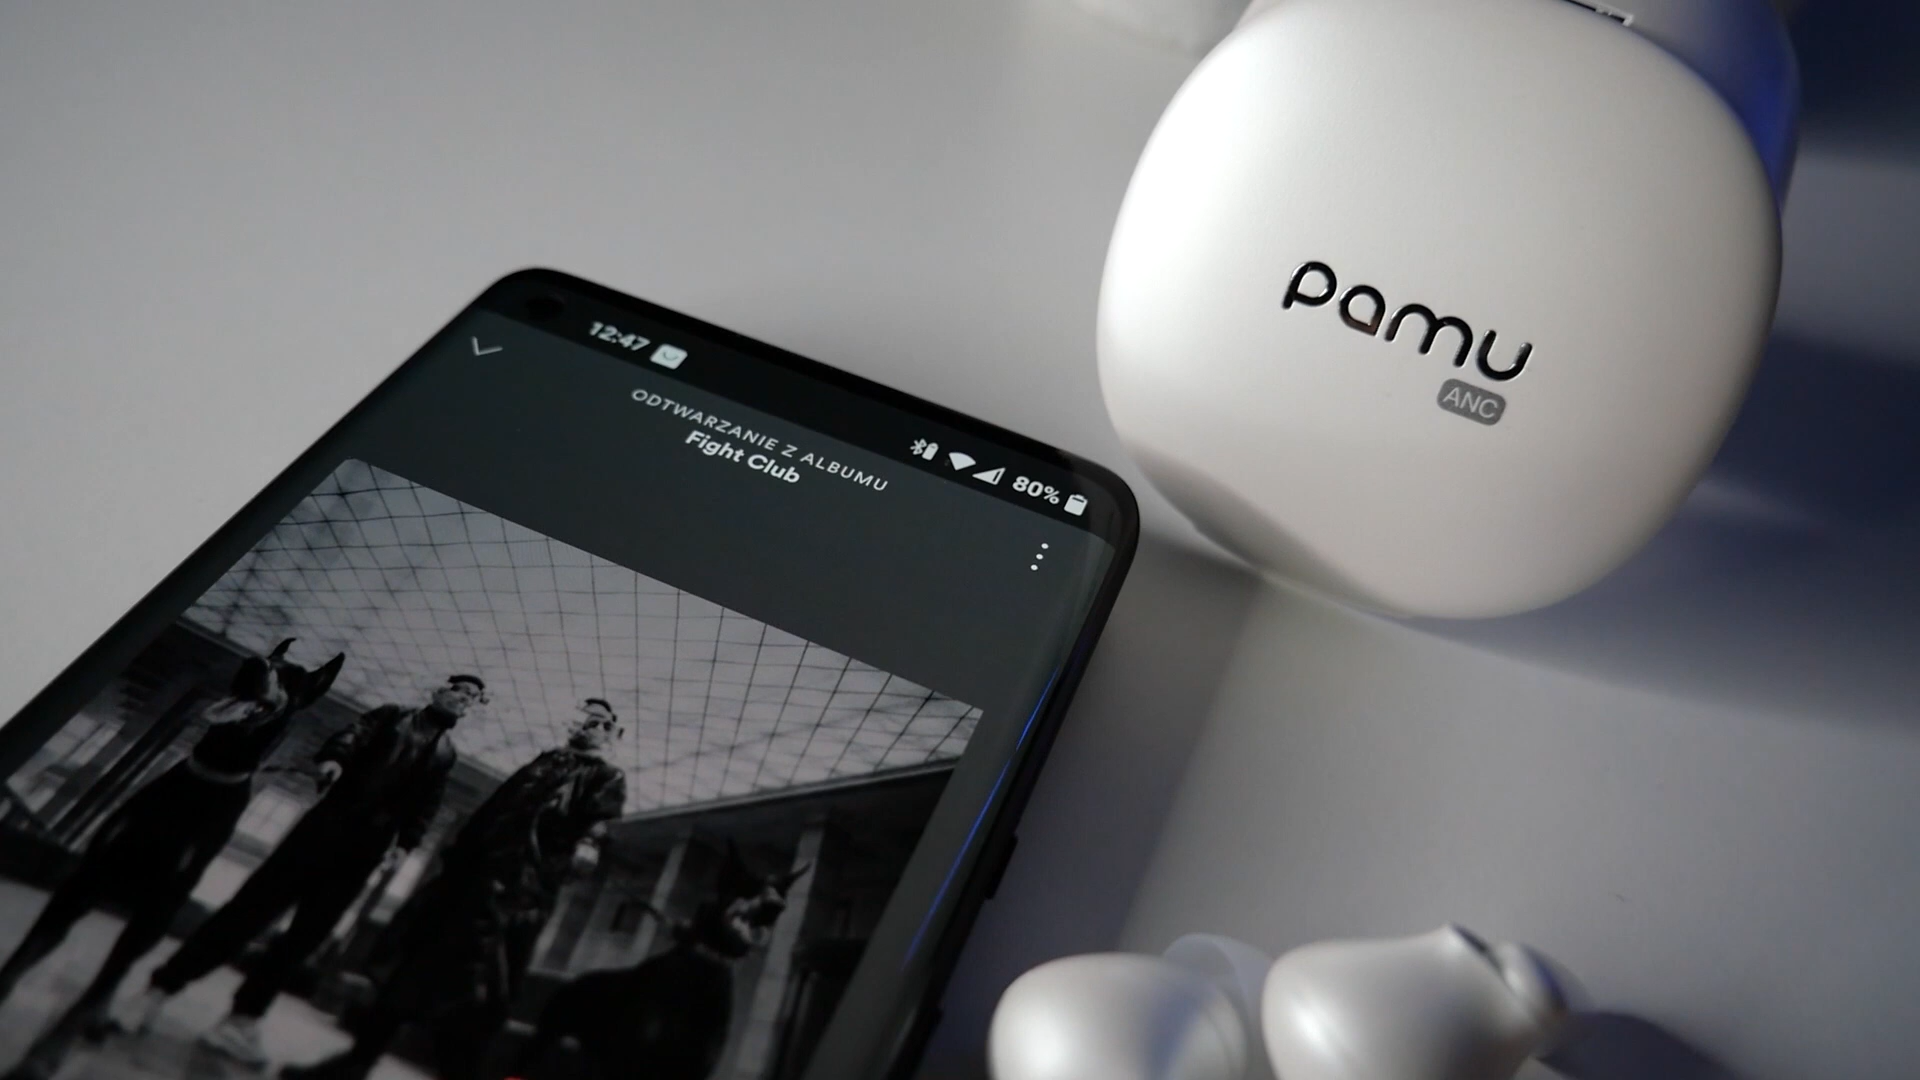 12:47
80%
ODTWARZANIE Z ALBUMU
Fight Club
pamu
ANC